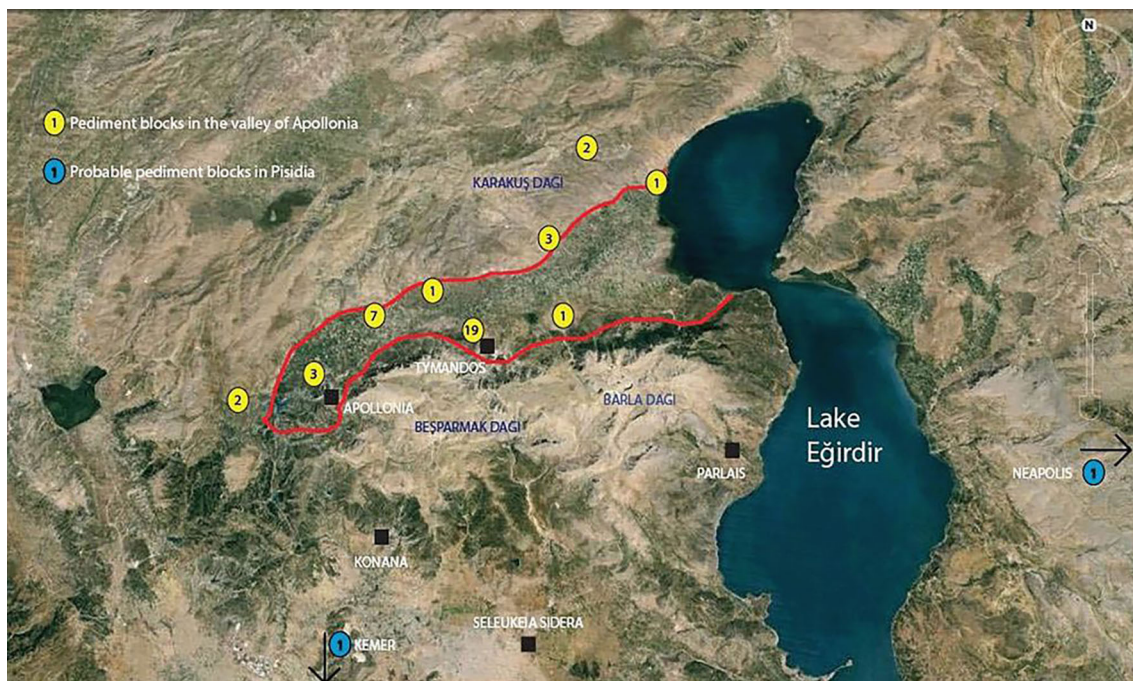 N
1 Pediment blocks in the valley of Apollonia
1 Probable pediment blocks in Pisidia
2
KARAKUŞ DAĞI
1
3
1
7
1
19
TYMANDOS
3
2
APOLLONIA
BARLA DAĞI
BEŞPARMAK DAĞI
Lake
Eğirdir
PARLAIS
NEAPOLIS 1
KONANA
SELEUKEIA SIDERA
1 KEMER